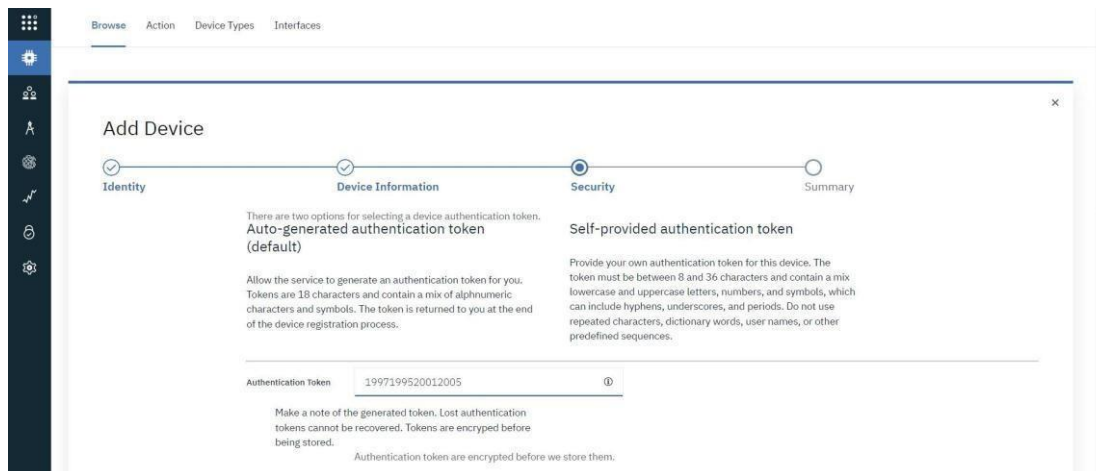 Browse Action Device Types Interfaces
Add Device
Identity Device Information Security Summary
There are two options for selecting a device authentication token.
Auto-generated authentication token
(default)
Allow the service to generate an authentication token for you.
Tokens are 18 characters and contain a mix of alphnumeric
characters and symbols. The token is returned to you at the end
of the device registration process.
Self-provided authentication token
Provide your own authentication token for this device. The
token must be between 8 and 36 characters and contain a mix
lowercase and uppercase letters, numbers, and symbols, which
can include hyphens, underscores, and periods. Do not use
repeated characters, dictionary words, user names, or other
predefined sequences.
Authentication Token 1997199520012005
Make a note of the generated token. Lost authentication
tokens cannot be recovered. Tokens are encryped before
being stored.
Authentication token are encrypted before we store them.